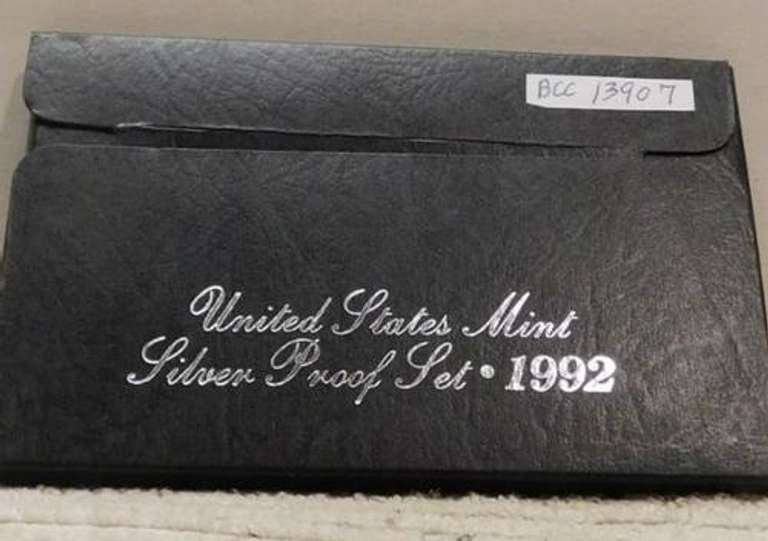 BCC 13907
United States Mint
Silver Proof Set • 1992